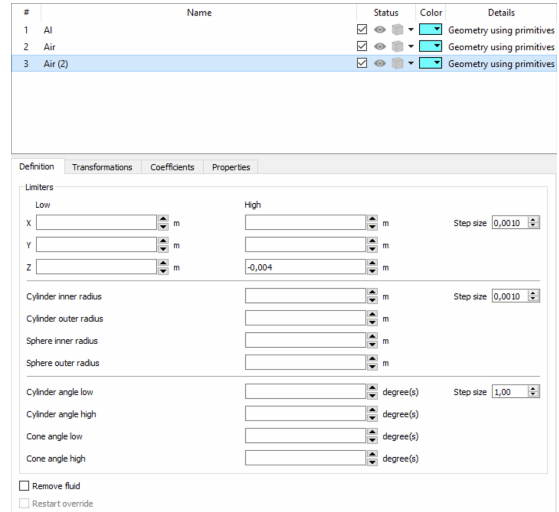 # Name Status Color Details
1 Al Geometry using primitives
2 Air Geometry using primitives
3 Air (2) Geometry using primitives
Definition Transformations Coefficients Properties
Limiters
Low High
X m m Step size 0,0010
Y m m
Z m -0,004 m
Cylinder inner radius m Step size 0,0010
Cylinder outer radius m
Sphere inner radius m
Sphere outer radius m
Cylinder angle low degree(s) Step size 1,00
Cylinder angle high degree(s)
Cone angle low degree(s)
Cone angle high degree(s)
Remove fluid
Restart override